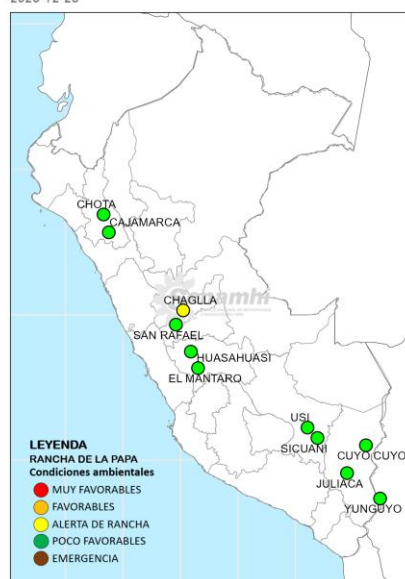 CHOTA
CAJAMARCA
CHAGLLA
Senamhi
SAN RAFAEL
HUASAHUASI
EL MANTARO
USI
SICUANI
CUYO CUYO
JULIACA
YUNGUYO
LEYENDA
RANCHA DE LA PAPA
Condiciones ambientales
MUY FAVORABLES
FAVORABLES
ALERTA DE RANCHA
POCO FAVORABLES
EMERGENCIA